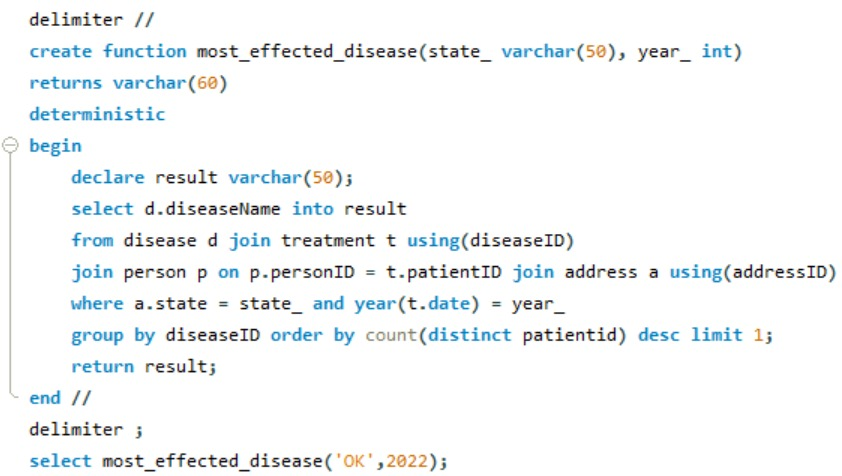 delimiter //
create function most_effected_disease(state_ varchar(50), year_ int)
returns varchar(60)
deterministic
begin
declare result varchar(50);
select d.diseaseName into result
from disease d join treatment t using(diseaseID)
join person p on p.personID = t.patientID join address a using(addressID)
where a.state = state_ and year(t.date) = year_
group by diseaseID order by count(distinct patientid) desc limit 1;
return result;
end //
delimiter ;
select most_effected_disease('OK',2022);